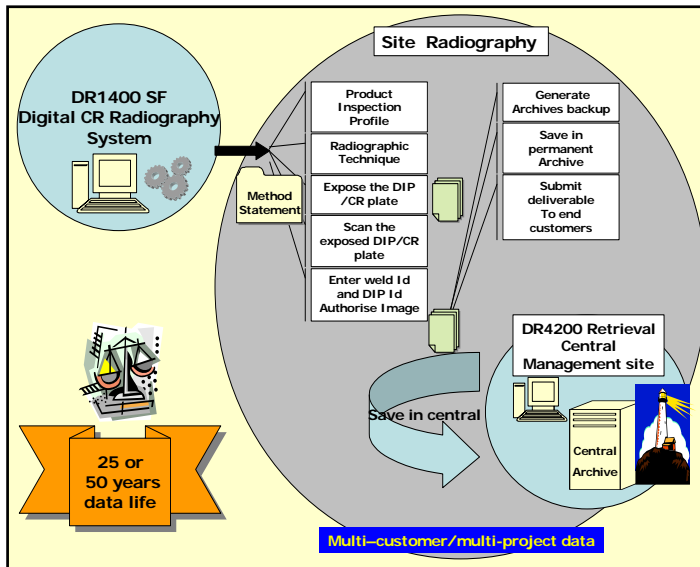 Site Radiography
DR1400 SF
Digital CR Radiography
System
Method
Statement
Product
Inspection
Profile
Radiographic
Technique
Expose the DIP
/CR plate
Scan the
exposed DIP/CR
plate
Enter weld Id
and DIP Id
Authorise Image
Generate
Archives backup
Save in
permanent
Archive
Submit
deliverable
To end
customers
DR4200 Retrieval
Central
Management site
Save in central
Central
Archive
25 or
50 years
data life
Multi–customer/multi-project data